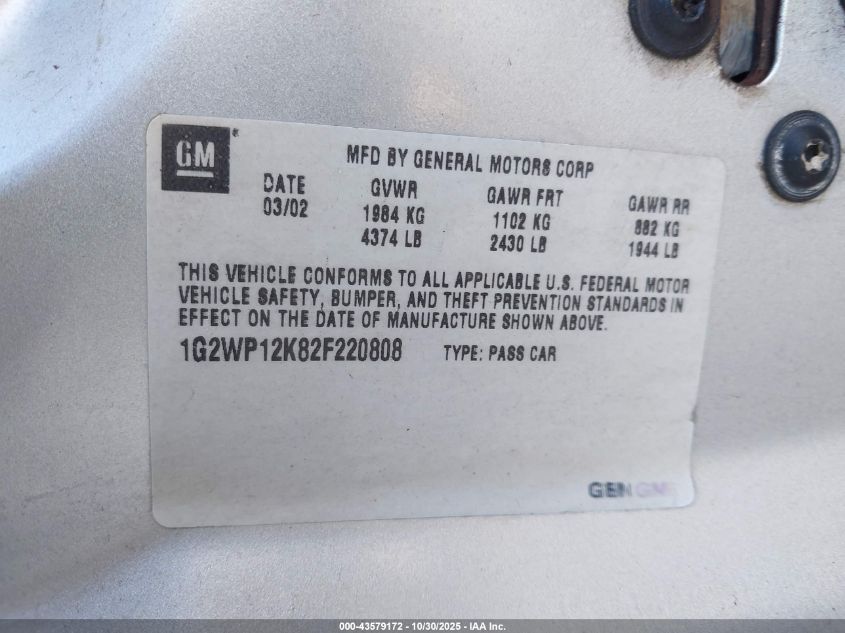 GM
MFD BY GENERAL MOTORS CORP
DATE GVWR GAWR FRT GAWR RR
03/02 1984 KG 1102 KG 882 KG
4374 LB 2430 LB 1944 LB
THIS VEHICLE CONFORMS TO ALL APPLICABLE U.S. FEDERAL MOTOR
VEHICLE SAFETY, BUMPER, AND THEFT PREVENTION STANDARDS IN
EFFECT ON THE DATE OF MANUFACTURE SHOWN ABOVE.
1G2WP12K82F220808 TYPE: PASS CAR
GEN GM
000-43579172 • 10/30/2025 • IAA Inc.